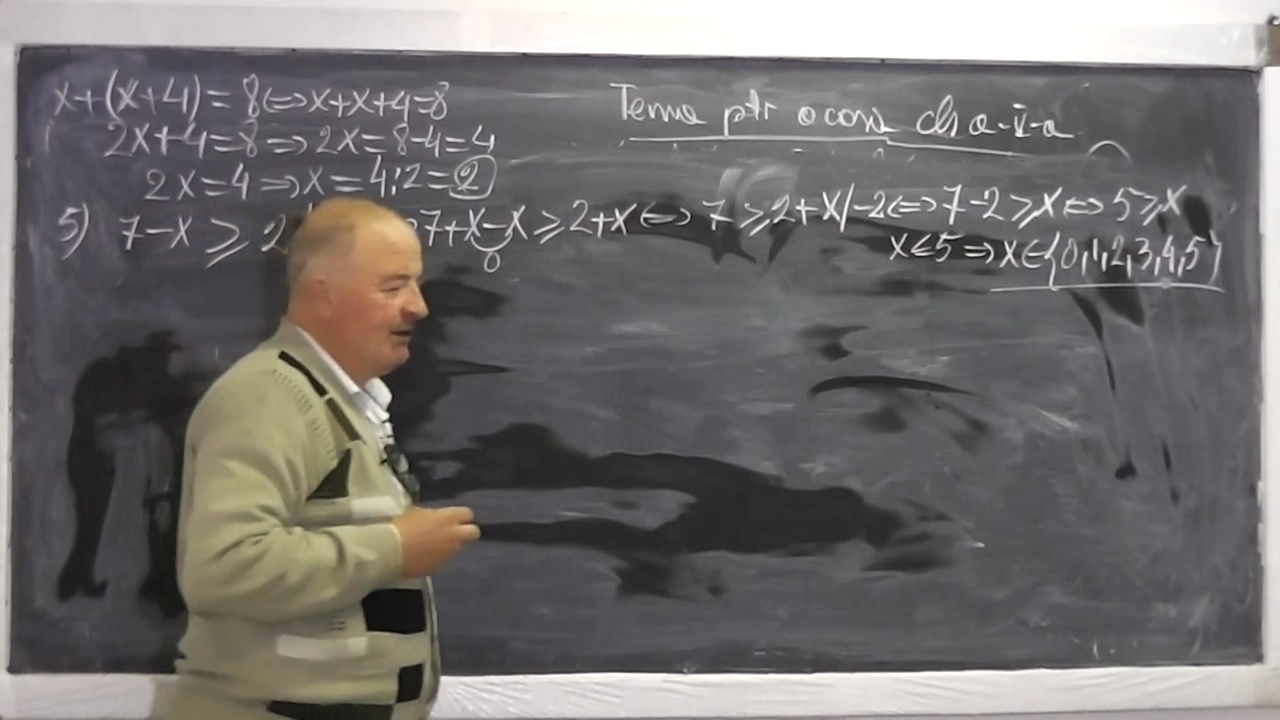 x+(x+4)=8⇔x+x+4=8
2x+4=8⇒2x=8-4=4
2x=4⇒x=4:2=2
Tema ptr acasa cls a-V-a
5) 7-x≥2 7+x-x≥2+x⇔7≥2+x/-2⇔7-2≥x⇔5≥x
0
x≤5⇒x∈{0,1,2,3,4,5}